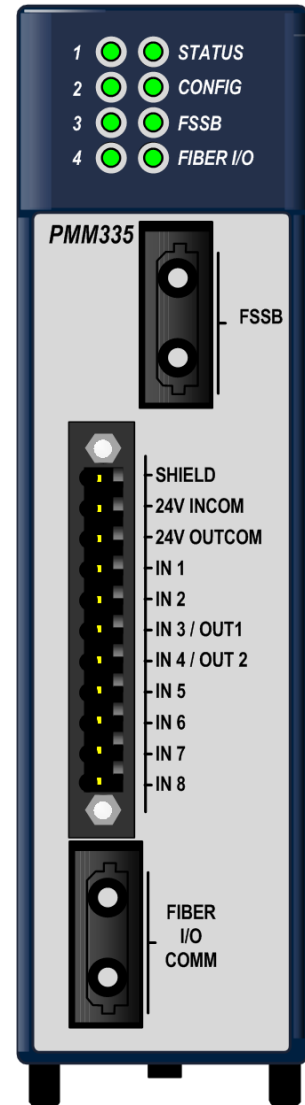 1 STATUS
2 CONFIG
3 FSSB
4 FIBER I/O
PMM335
FSSB
SHIELD
24V INCOM
24V OUTCOM
IN 1
IN 2
IN 3 / OUT1
IN 4 / OUT 2
IN 5
IN 6
IN 7
IN 8
FIBER
I/O
COMM